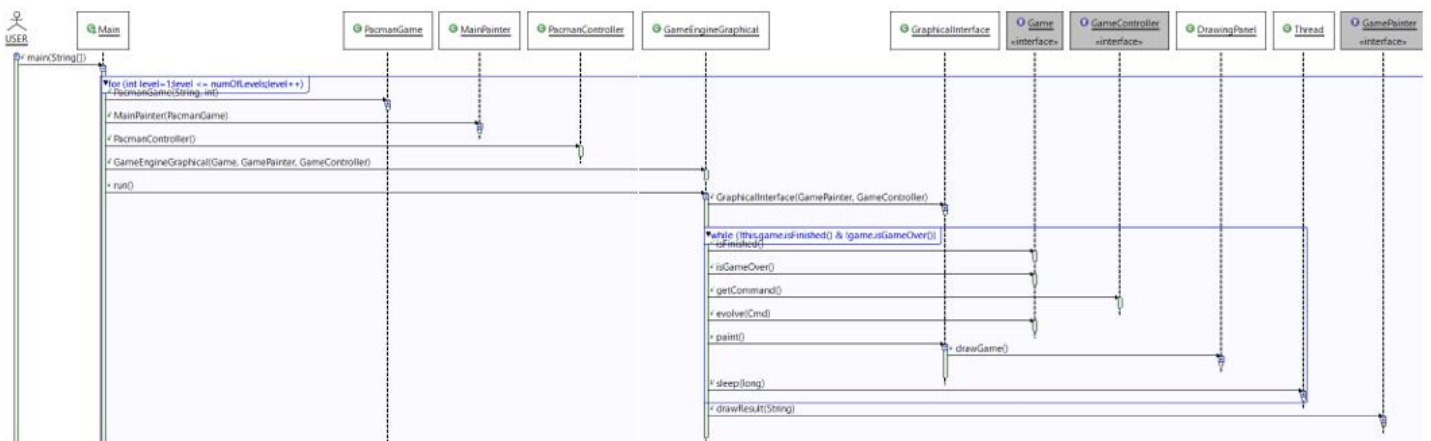 USER
Main
PacmanGame
MainPainter
PacmanController
GameEngineGraphical
GraphicalInterface
Game
«interface»
GameController
«interface»
DrawingPanel
Thread
GamePainter
«interface»
main(String[])
for (int level=1;level <= numOfLevels;level++)
PacmanGame(String, int)
MainPainter(PacmanGame)
PacmanController()
GameEngineGraphical(Game, GamePainter, GameController)
run()
GraphicalInterface(GamePainter, GameController)
while (!this.game.isFinished() & !game.isGameOver())
isFinished()
isGameOver()
getCommand()
evolve(Cmd)
paint()
drawGame()
sleep(long)
drawResult(String)